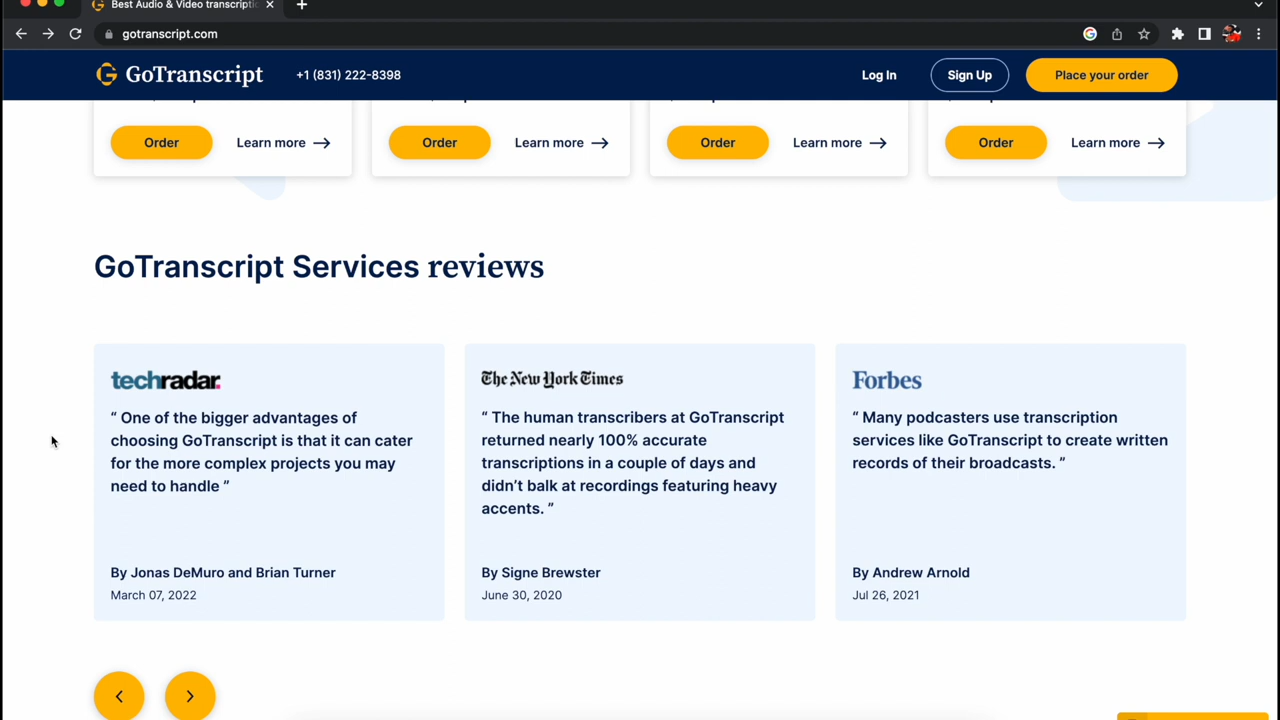 Best Audio & Video transcriptic
gotranscript.com
GoTranscript
+1 (831) 222-8398
Log In
Sign Up
Place your order
Order
Learn more
Order
Learn more
Order
Learn more
Order
Learn more
GoTranscript Services reviews
techradar.
“ One of the bigger advantages of
choosing GoTranscript is that it can cater
for the more complex projects you may
need to handle ”
By Jonas DeMuro and Brian Turner
March 07, 2022
The New York Times
“ The human transcribers at GoTranscript
returned nearly 100% accurate
transcriptions in a couple of days and
didn’t balk at recordings featuring heavy
accents. ”
By Signe Brewster
June 30, 2020
Forbes
“ Many podcasters use transcription
services like GoTranscript to create written
records of their broadcasts. ”
By Andrew Arnold
Jul 26, 2021